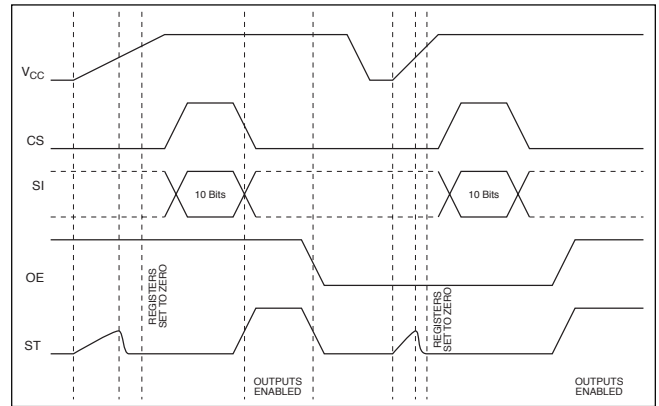 VCC
CS
SI
10 Bits
10 Bits
OE
REGISTERS
SET TO ZERO
REGISTERS
SET TO ZERO
ST
OUTPUTS
ENABLED
OUTPUTS
ENABLED